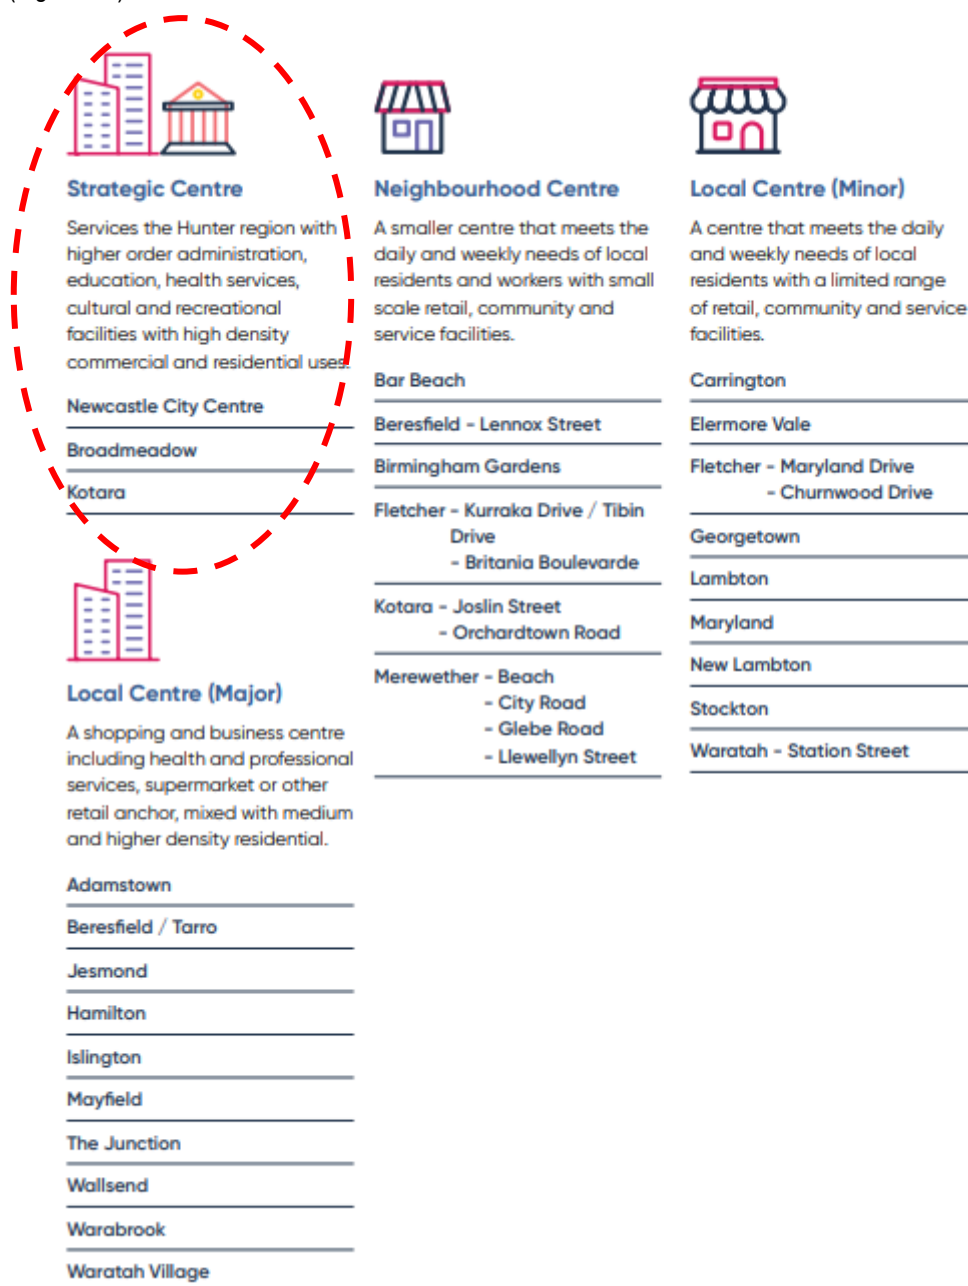 Strategic Centre
Services the Hunter region with
higher order administration,
education, health services,
cultural and recreational
facilities with high density
commercial and residential uses.
Newcastle City Centre
Broadmeadow
Kotara
Local Centre (Major)
A shopping and business centre
including health and professional
services, supermarket or other
retail anchor, mixed with medium
and higher density residential.
Adamstown
Beresfield / Tarro
Jesmond
Hamilton
Islington
Mayfield
The Junction
Wallsend
Warabrook
Waratah Village
Neighbourhood Centre
A smaller centre that meets the
daily and weekly needs of local
residents and workers with small
scale retail, community and
service facilities.
Bar Beach
Beresfield - Lennox Street
Birmingham Gardens
Fletcher - Kurraka Drive / Tibin
Drive
- Britania Boulevarde
Kotara - Joslin Street
- Orchardtown Road
Merewether - Beach
- City Road
- Glebe Road
- Llewellyn Street
Local Centre (Minor)
A centre that meets the daily
and weekly needs of local
residents with a limited range
of retail, community and service
facilities.
Carrington
Elermore Vale
Fletcher - Maryland Drive
- Churnwood Drive
Georgetown
Lambton
Maryland
New Lambton
Stockton
Waratah - Station Street